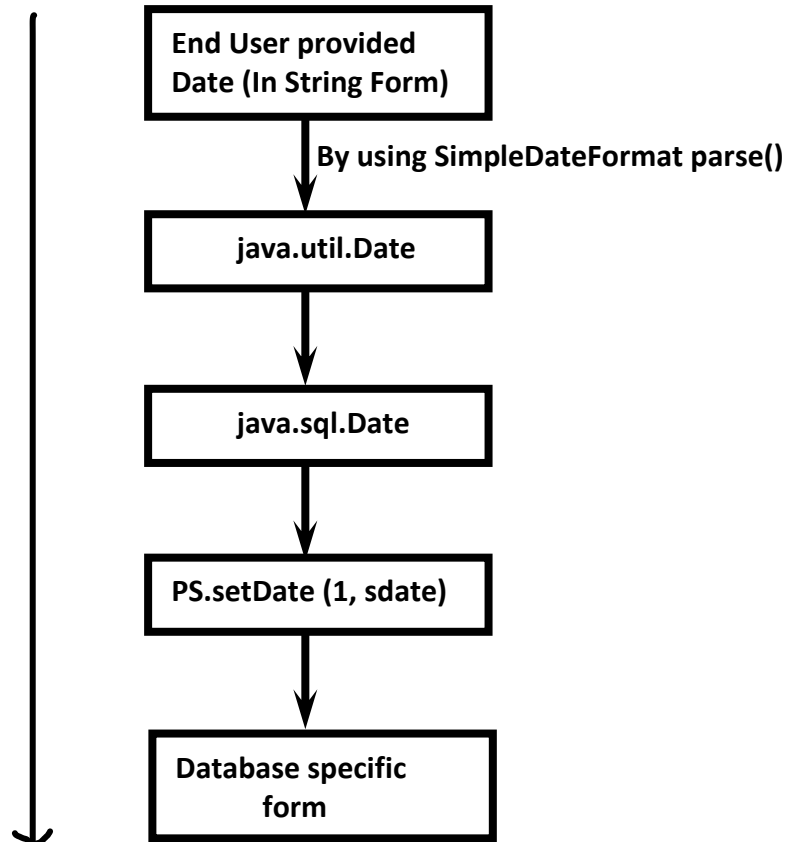 End User provided
Date (In String Form)
By using SimpleDateFormat parse()
java.util.Date
java.sql.Date
PS.setDate (1, sdate)
Database specific
form